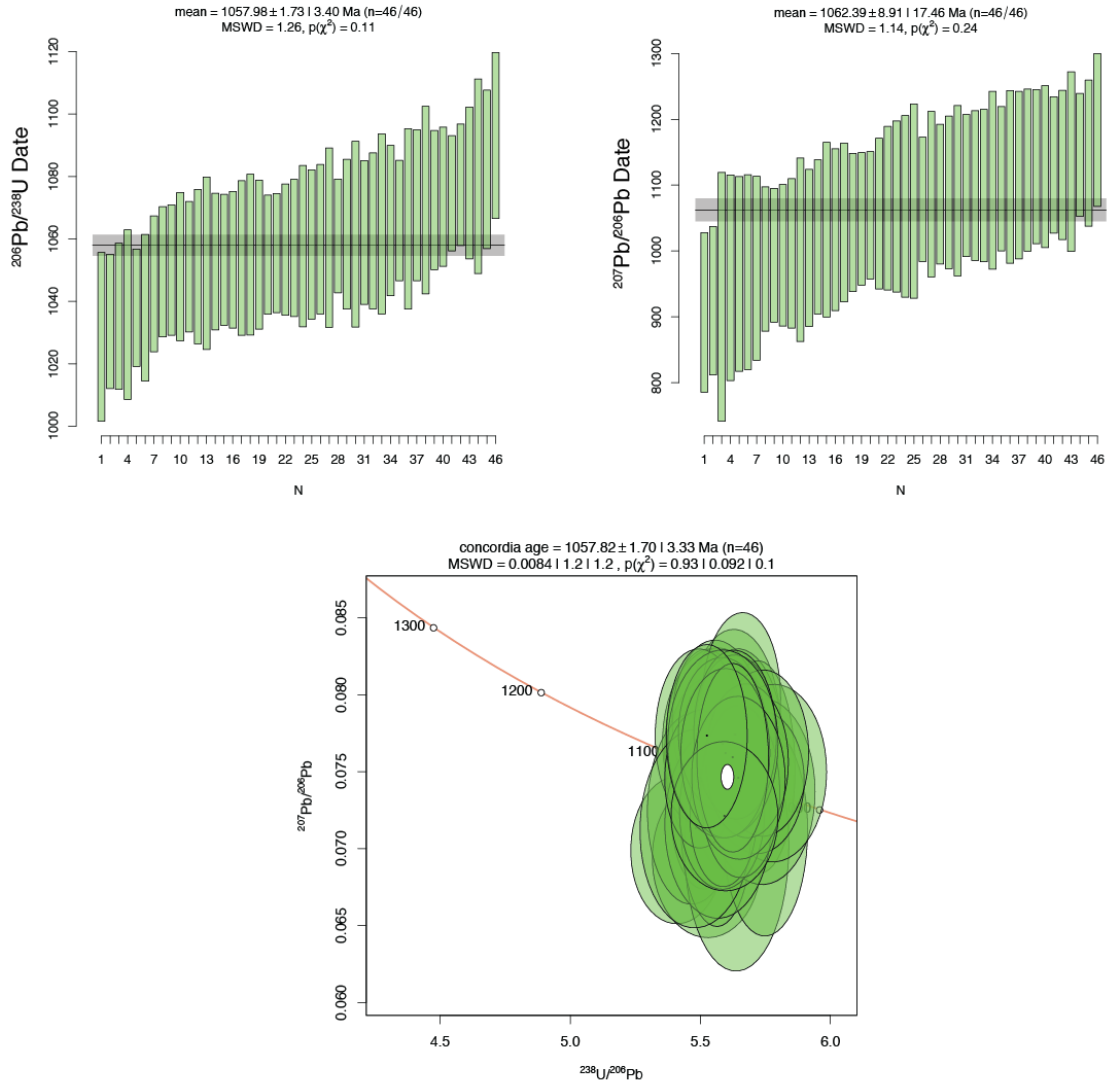 mean = 1057.98 ± 1.73 | 3.40 Ma (n=46/46)
MSWD = 1.26, p(χ²) = 0.11
²⁰⁶Pb/²³⁸U Date
1120
1100
1080
1060
1040
1020
1000
1 4 7 10 13 16 19 22 25 28 31 34 37 40 43 46
N
mean = 1062.39 ± 8.91 | 17.46 Ma (n=46/46)
MSWD = 1.14, p(χ²) = 0.24
²⁰⁷Pb/²⁰⁶Pb Date
1300
1200
1100
1000
900
800
1 4 7 10 13 16 19 22 25 28 31 34 37 40 43 46
N
concordia age = 1057.82 ± 1.70 | 3.33 Ma (n=46)
MSWD = 0.0084 | 1.2 | 1.2 , p(χ²) = 0.93 | 0.092 | 0.1
²⁰⁷Pb/²⁰⁶Pb
0.085
0.080
0.075
0.070
0.065
0.060
1300
1200
1100
4.5 5.0 5.5 6.0
²³⁸U/²⁰⁶Pb